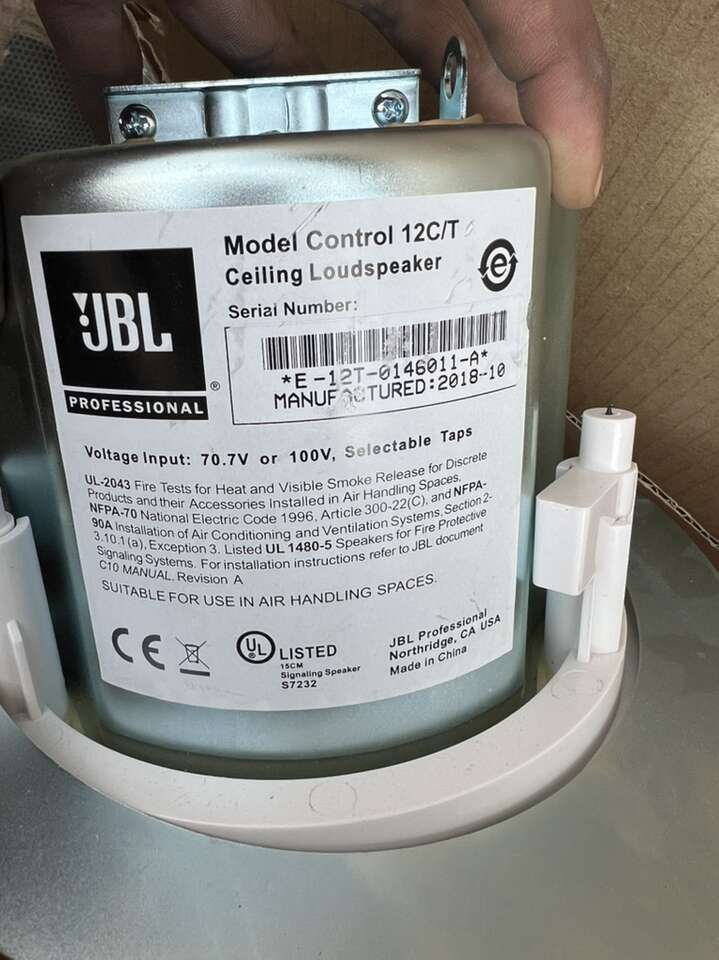 Model Control 12C/T
Ceiling Loudspeaker
e
JBL
®
PROFESSIONAL
Serial Number:
*E-12T-0146011-A*
MANUFACTURED:2018-10
Voltage Input: 70.7V or 100V, Selectable Taps
UL-2043 Fire Tests for Heat and Visible Smoke Release for Discrete
Products and their Accessories Installed in Air Handling Spaces.
NFPA-70 National Electric Code 1996, Article 300-22(C), and NFPA-
90A Installation of Air Conditioning and Ventilation Systems, Section 2-
3.10.1(a), Exception 3. Listed UL 1480-5 Speakers for Fire Protective
Signaling Systems. For installation instructions refer to JBL document
C10 MANUAL. Revision A
SUITABLE FOR USE IN AIR HANDLING SPACES.
CE
UL LISTED
15CM
Signaling Speaker
S7232
JBL Professional
Northridge, CA USA
Made in China